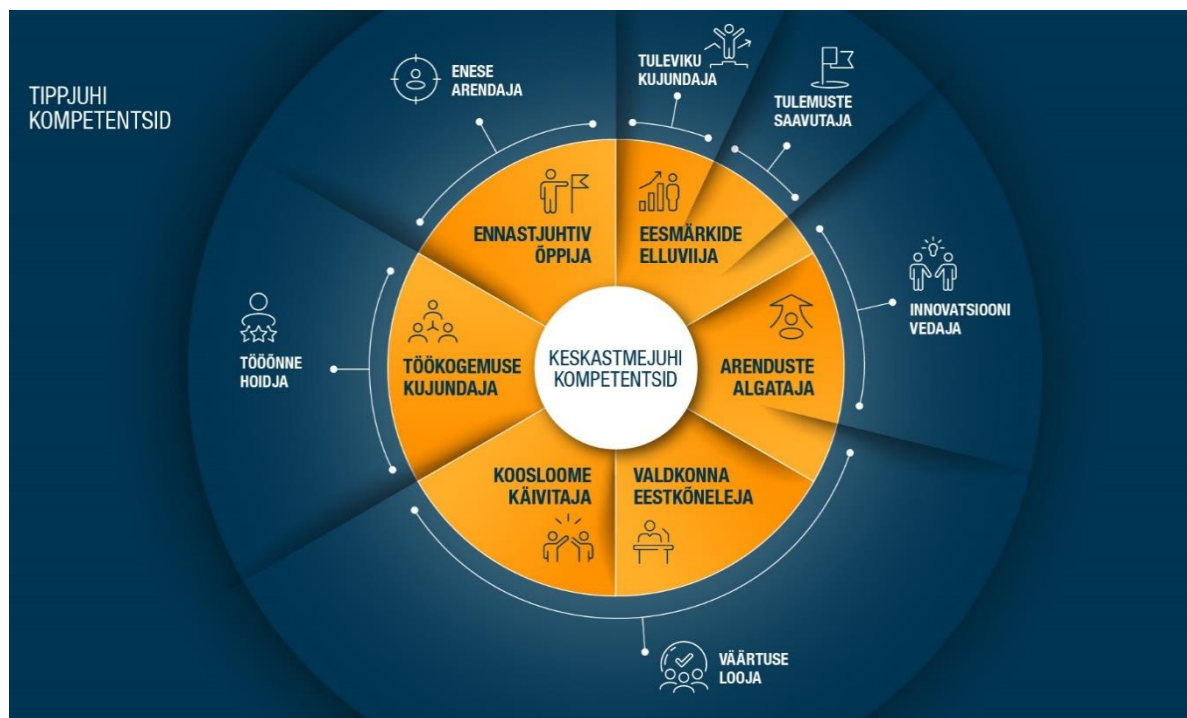 TIPPJUHI
KOMPETENTSID
ENESE
ARENDAJA
TULEVIKU
KUJUNDAJA
TULEMUSTE
SAAVUTAJA
INNOVATSIOONI
VEDAJA
VÄÄRTUSE
LOOJA
TÖÖÕNNE
HOIDJA
ENNASTJUHTIV
ÕPPIJA
EESMÄRKIDE
ELLUVIIJA
ARENDUSTE
ALGATAJA
VALDKONNA
EESTKÕNELEJA
KOOSLOOME
KÄIVITAJA
TÖÖKOGEMUSE
KUJUNDAJA
KESKASTMEJUHI
KOMPETENTSID